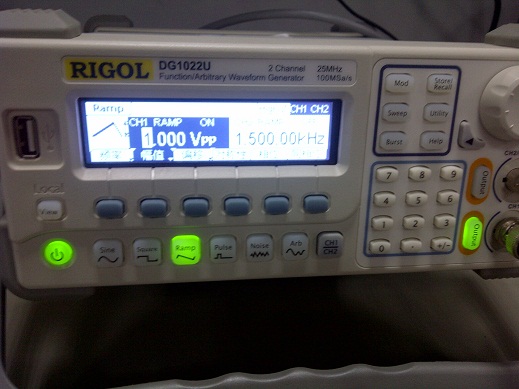 RIGOL DG1022U 2 Channel 25MHz
Function/Arbitrary Waveform Generator 100MSa/s
Ramp CH1 CH2
CH1 RAMP ON
1.000 Vpp 1.500,00kHz
Local
View
Sine Square Ramp Pulse Noise Arb CH1 CH2
Mod Store/ Recall
Sweep Utility
Burst Help
7 8 9
4 5 6
1 2 3
0 . +/-
Output
Output